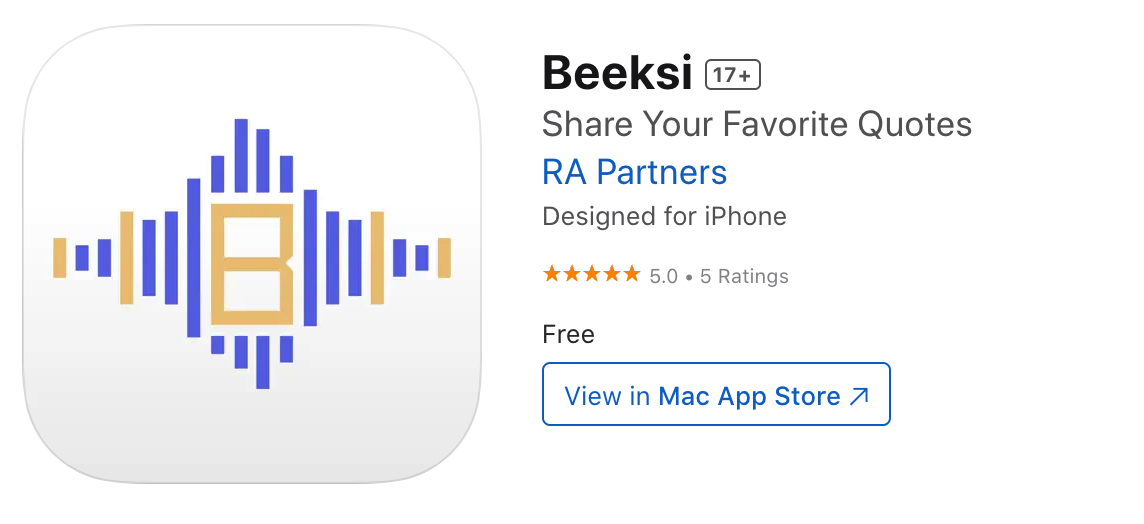 B
Beeksi 17+
Share Your Favorite Quotes
RA Partners
Designed for iPhone
★★★★★ 5.0 • 5 Ratings
Free
View in Mac App Store ↗